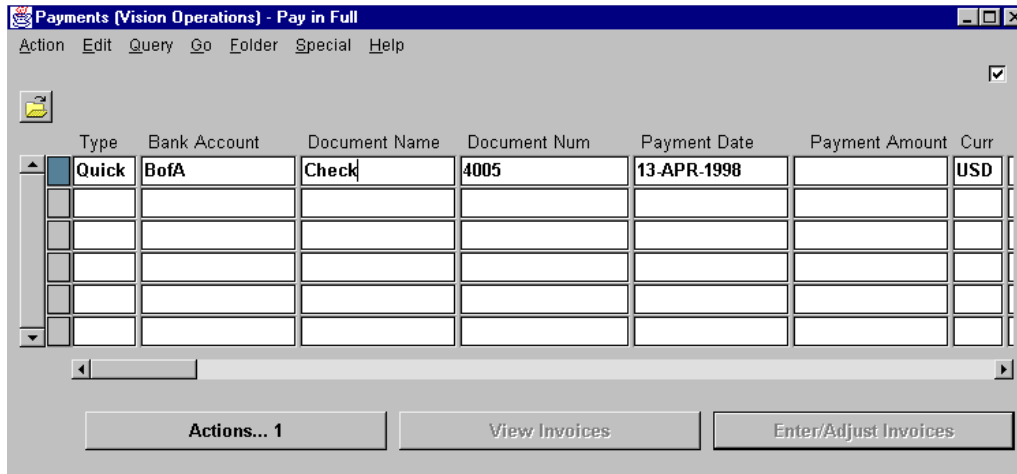 Payments (Vision Operations) - Pay in Full
Action Edit Query Go Folder Special Help
Type Bank Account Document Name Document Num Payment Date Payment Amount Curr
Quick BofA Check 4005 13-APR-1998 USD
Actions... 1 View Invoices Enter/Adjust Invoices